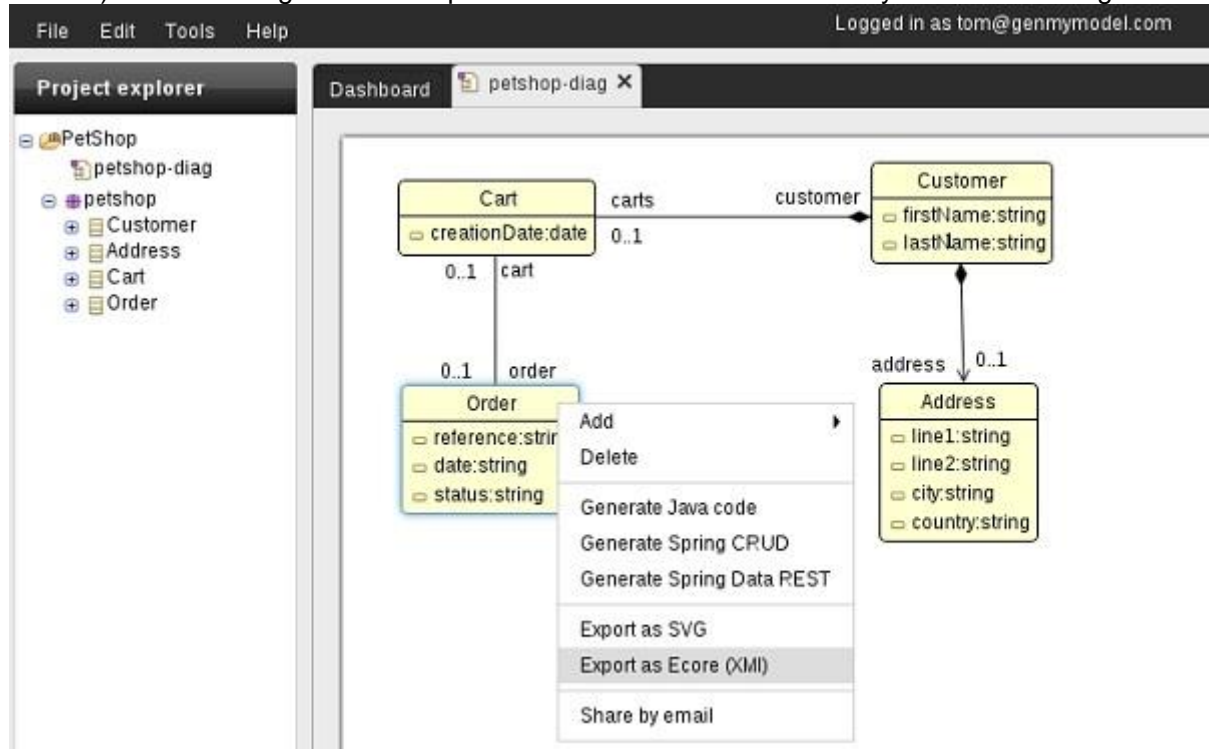 File Edit Tools Help
Logged in as tom@genmymodel.com
Project explorer
PetShop
petshop-diag
petshop
Customer
Address
Cart
Order
Dashboard
petshop-diag
Cart
creationDate:date
carts
0..1
customer
1
Customer
firstName:string
lastName:string
0..1 cart
0..1 order
Order
reference:strin
date:string
status:string
address 0..1
Address
line1:string
line2:string
city:string
country:string
Add
Delete
Generate Java code
Generate Spring CRUD
Generate Spring Data REST
Export as SVG
Export as Ecore (XMI)
Share by email